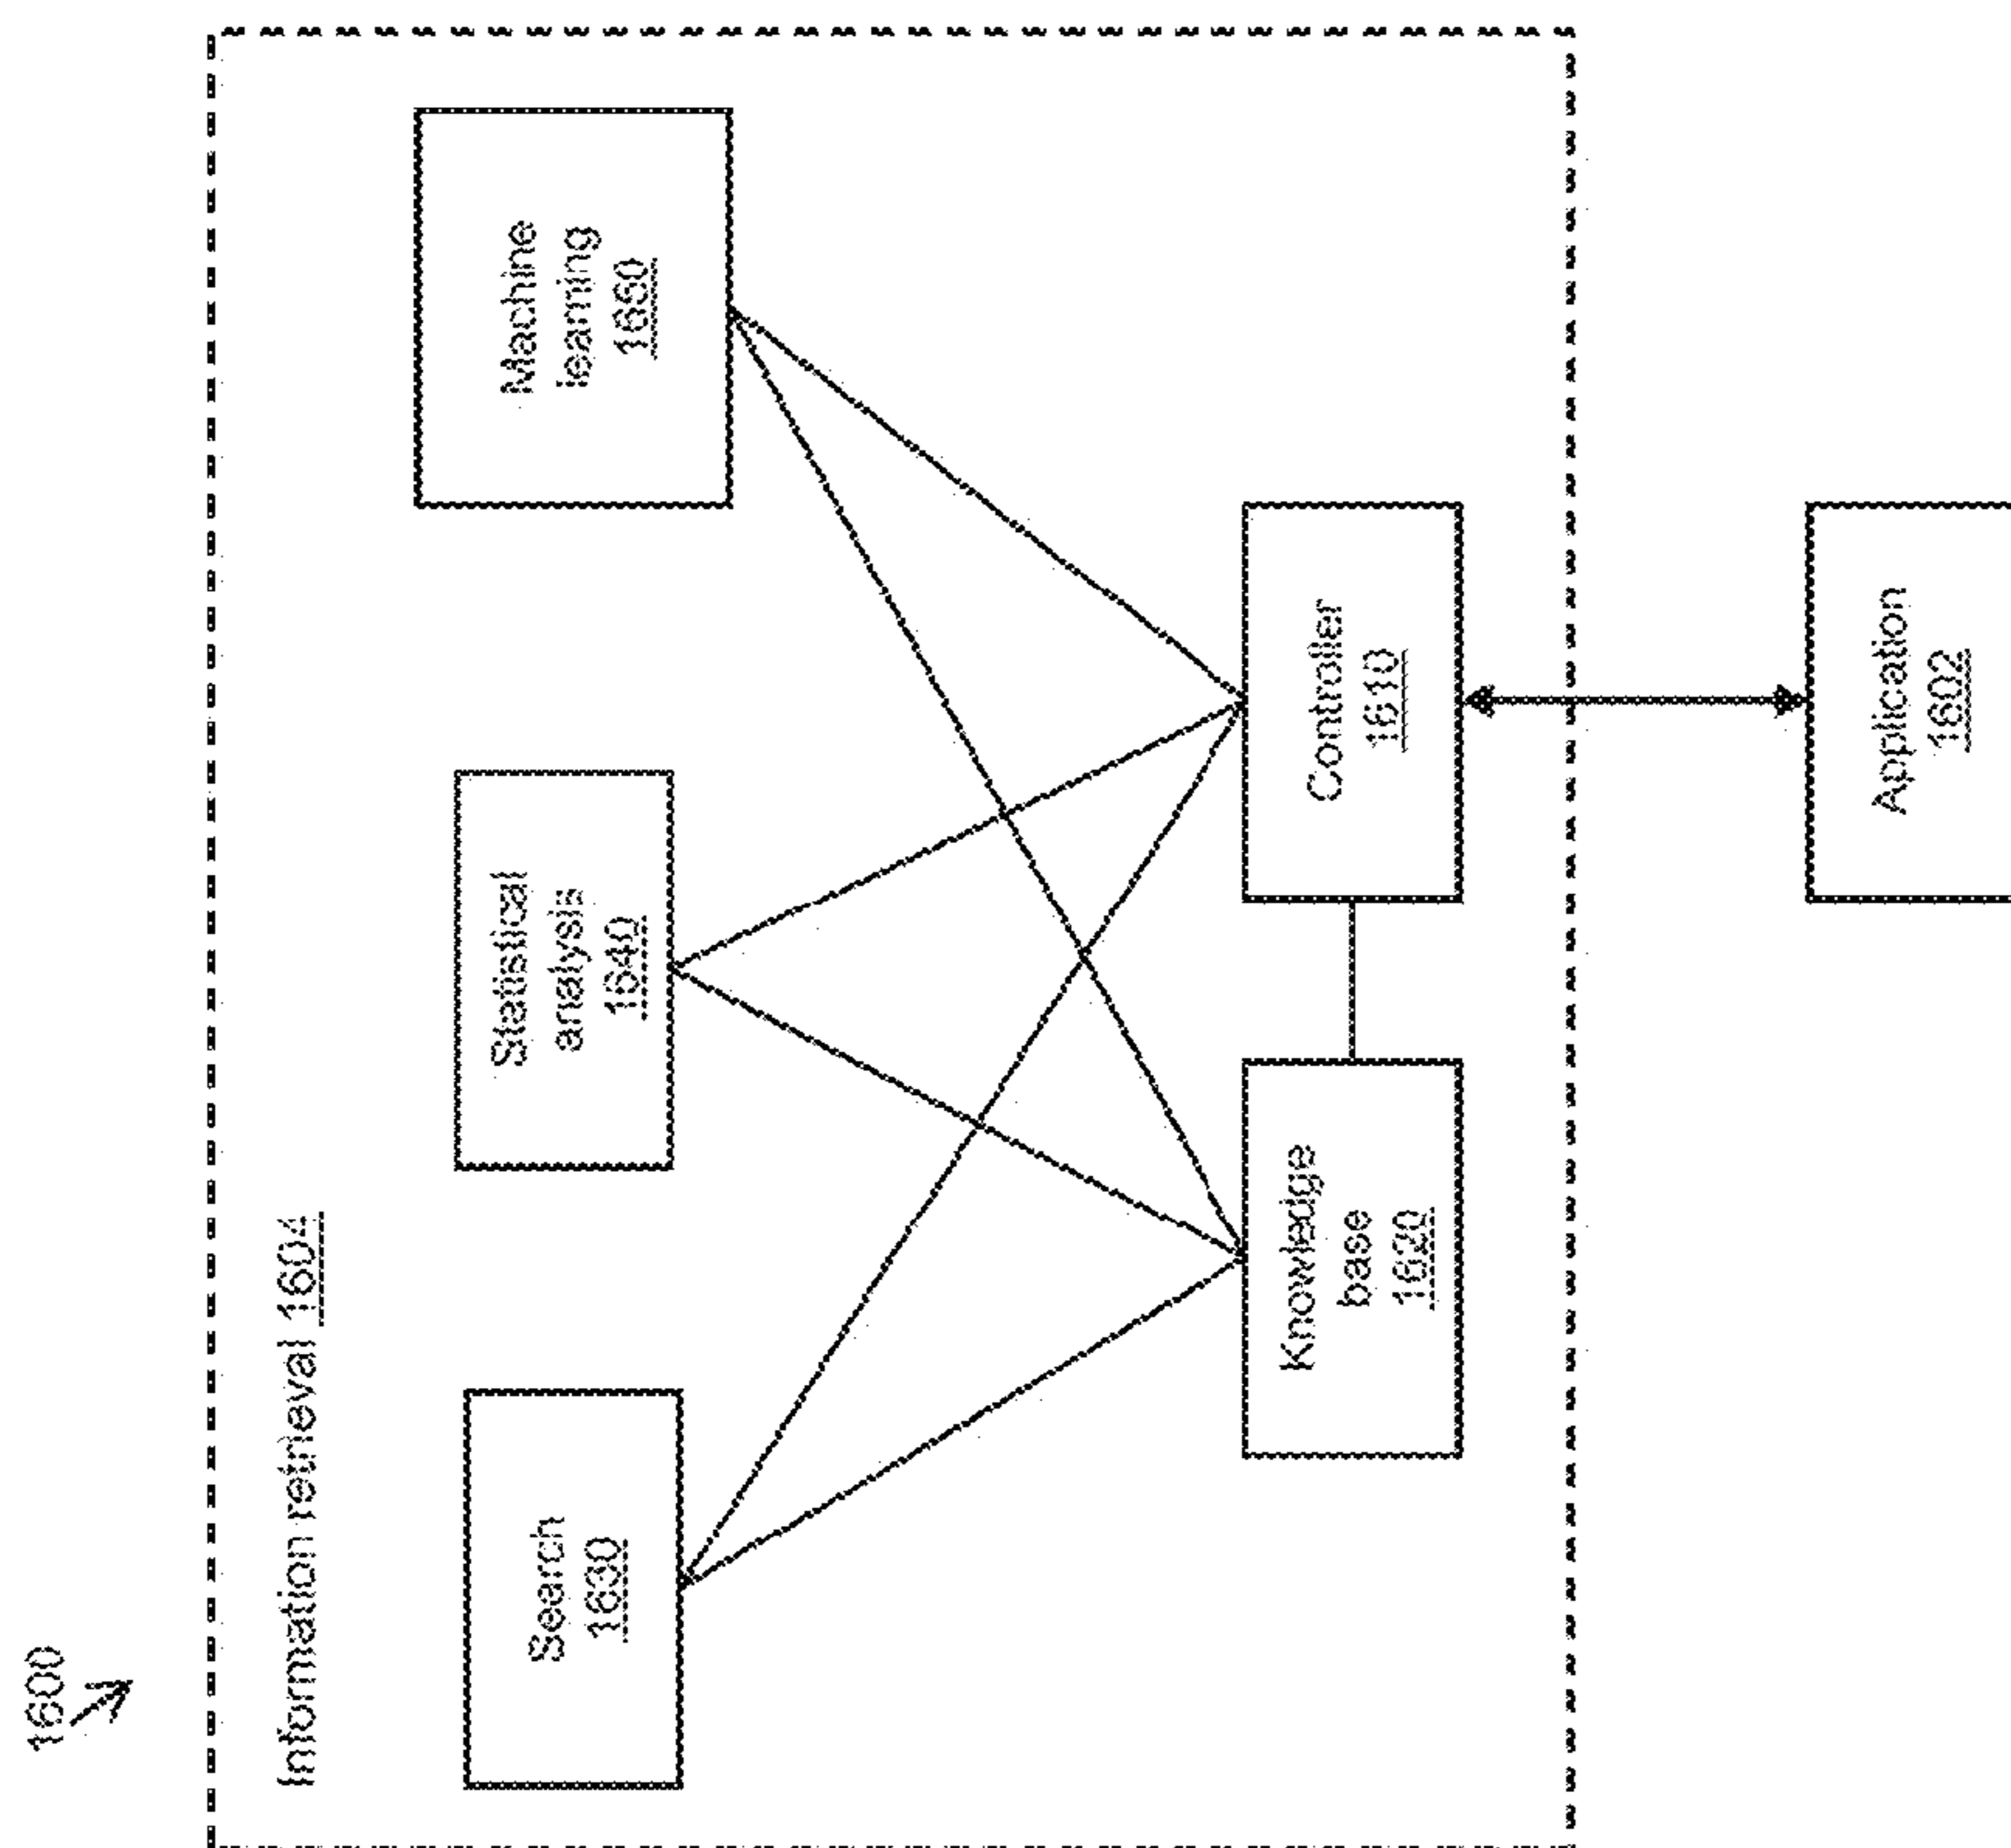 1600
Information retrieval 1604
Search
1630
Statistical
analysis
1640
Machine
learning
1650
Knowledge
base
1620
Controller
1610
Application
1602